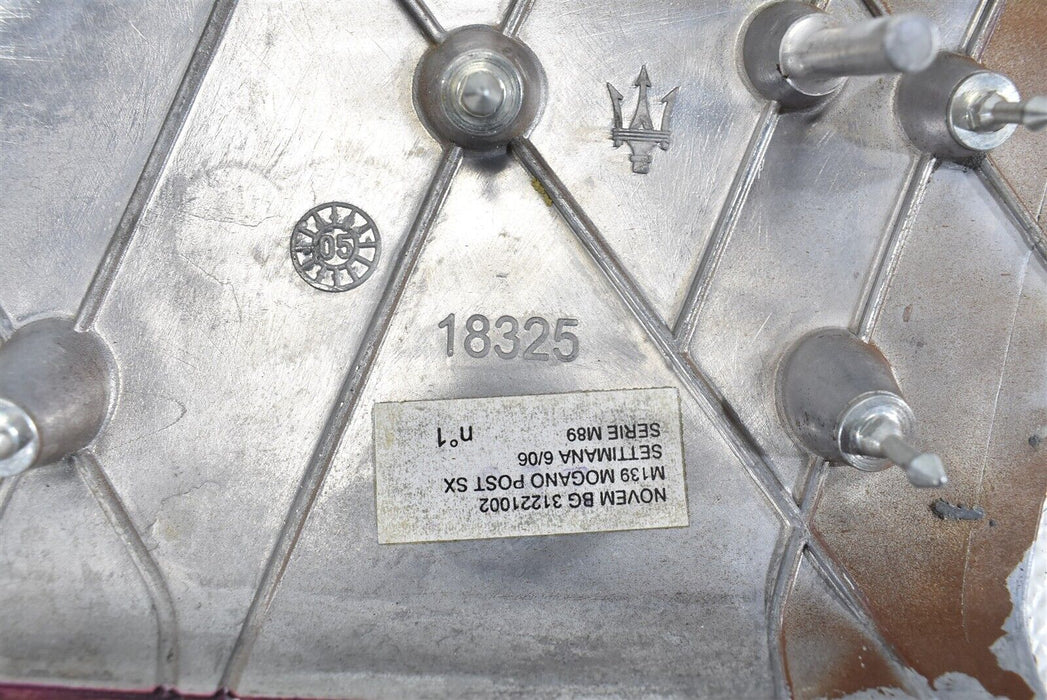 05
18325
NOVEM BG 31221002
M139 MOGANO POST SX
SETTIMANA 6/06
SERIE M89 n°1